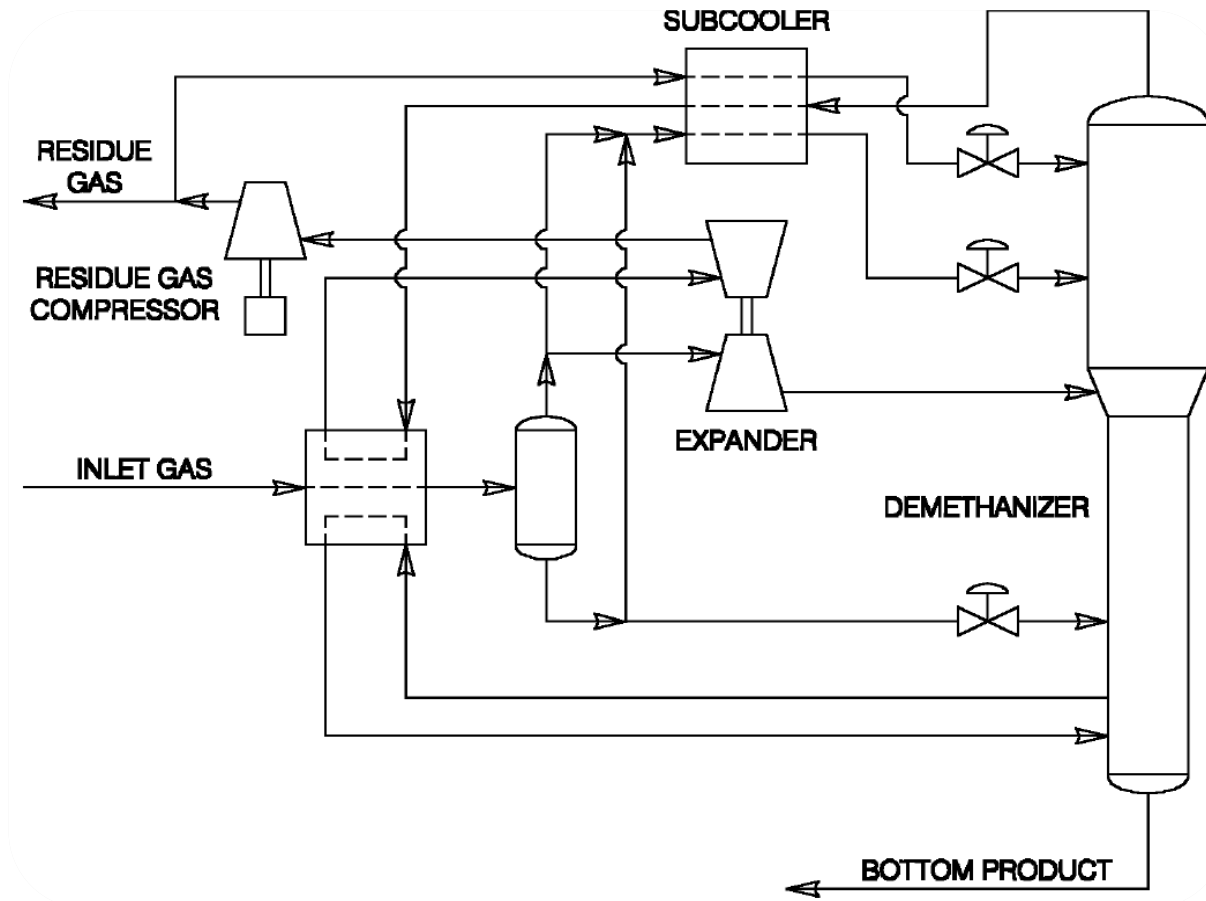 SUBCOOLER
RESIDUE
GAS
RESIDUE GAS
COMPRESSOR
EXPANDER
INLET GAS
DEMETHANIZER
BOTTOM PRODUCT